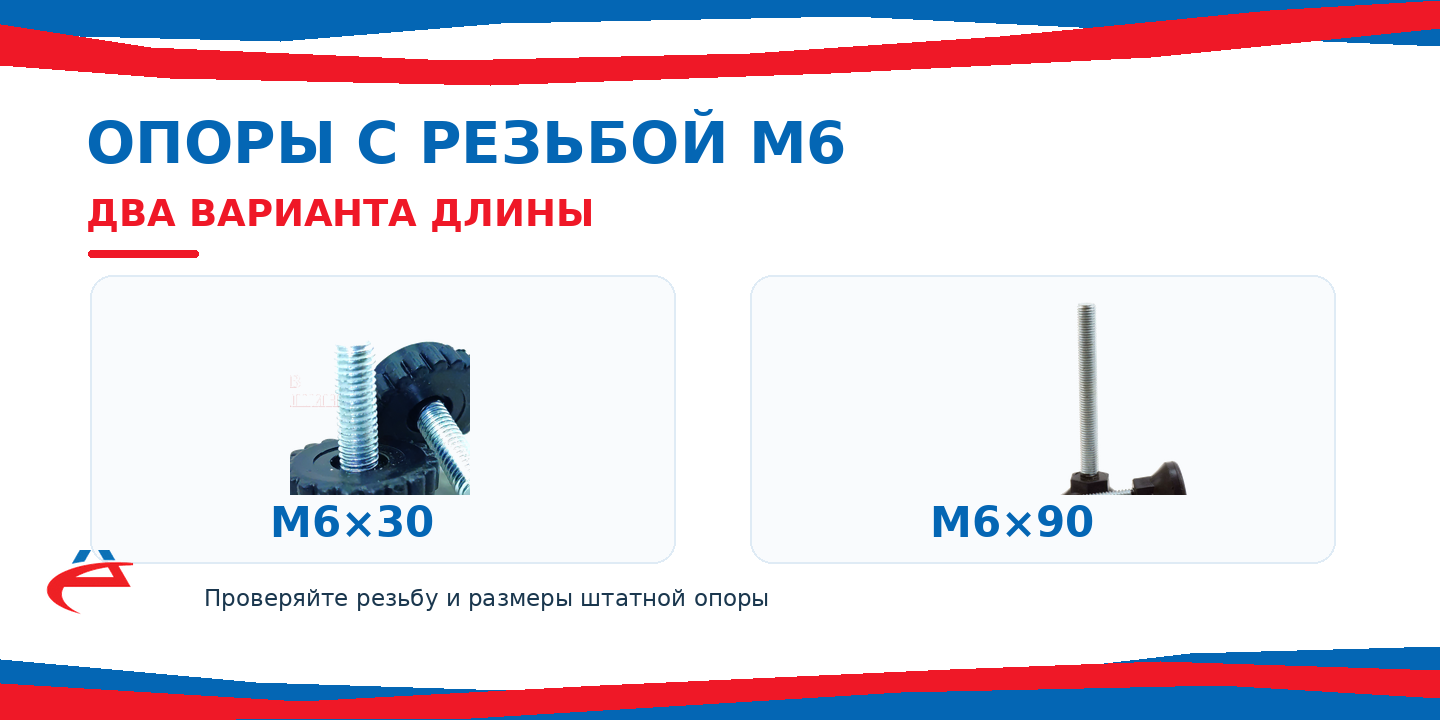 ОПОРЫ С РЕЗЬБОЙ М6
ДВА ВАРИАНТА ДЛИНЫ
М6×30
М6×90
Проверяйте резьбу и размеры штатной опоры